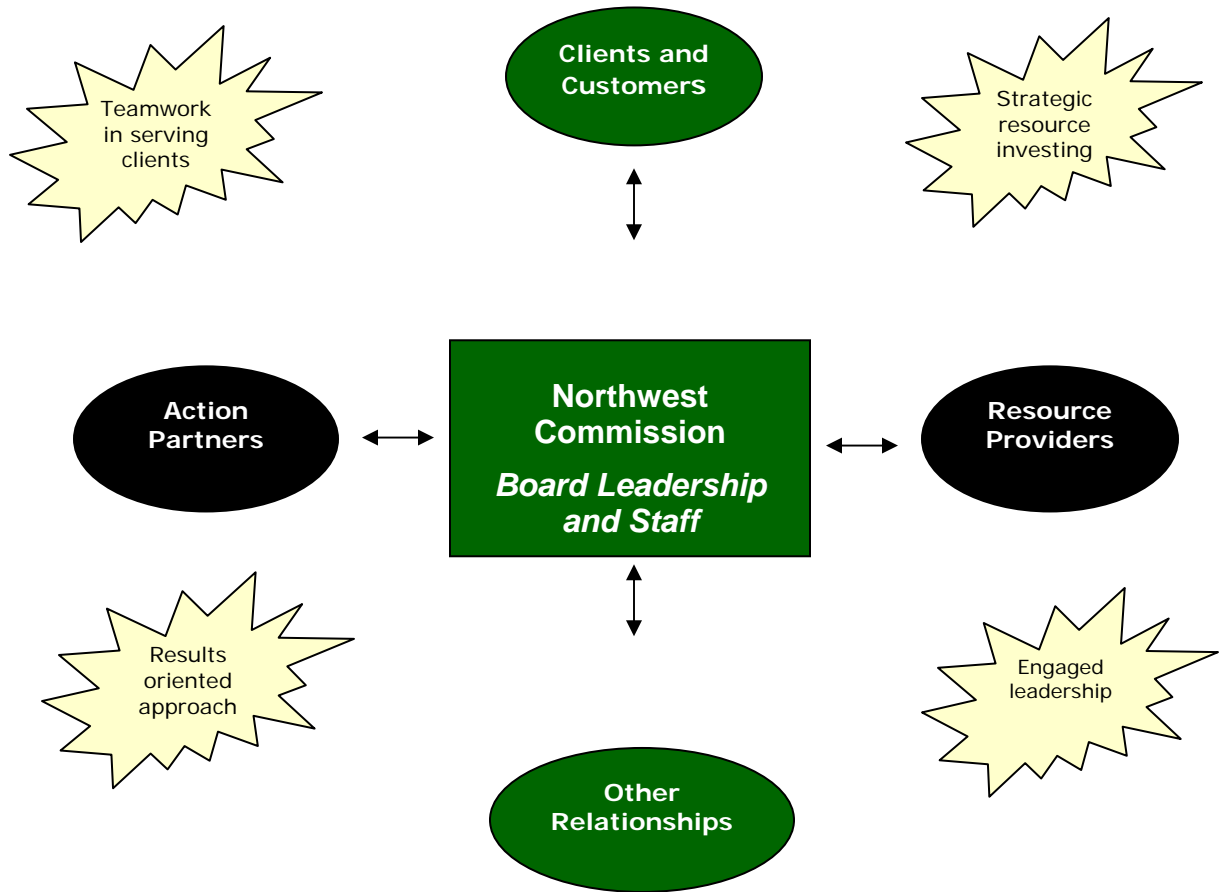 Teamwork
in serving
clients
Clients and
Customers
Strategic
resource
investing
Action
Partners
Northwest
Commission
Board Leadership
and Staff
Resource
Providers
Results
oriented
approach
Engaged
leadership
Other
Relationships